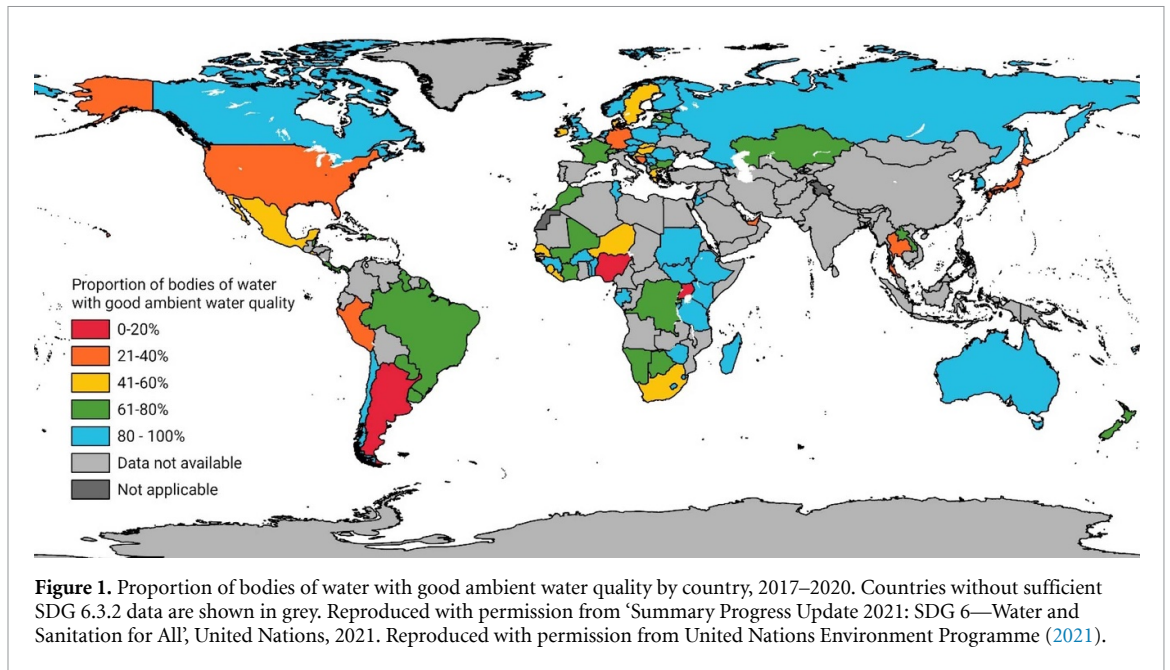 Proportion of bodies of water
with good ambient water quality
0-20%
21-40%
41-60%
61-80%
80 - 100%
Data not available
Not applicable
Figure 1. Proportion of bodies of water with good ambient water quality by country, 2017–2020. Countries without sufficient
SDG 6.3.2 data are shown in grey. Reproduced with permission from ‘Summary Progress Update 2021: SDG 6—Water and
Sanitation for All’, United Nations, 2021. Reproduced with permission from United Nations Environment Programme (2021).